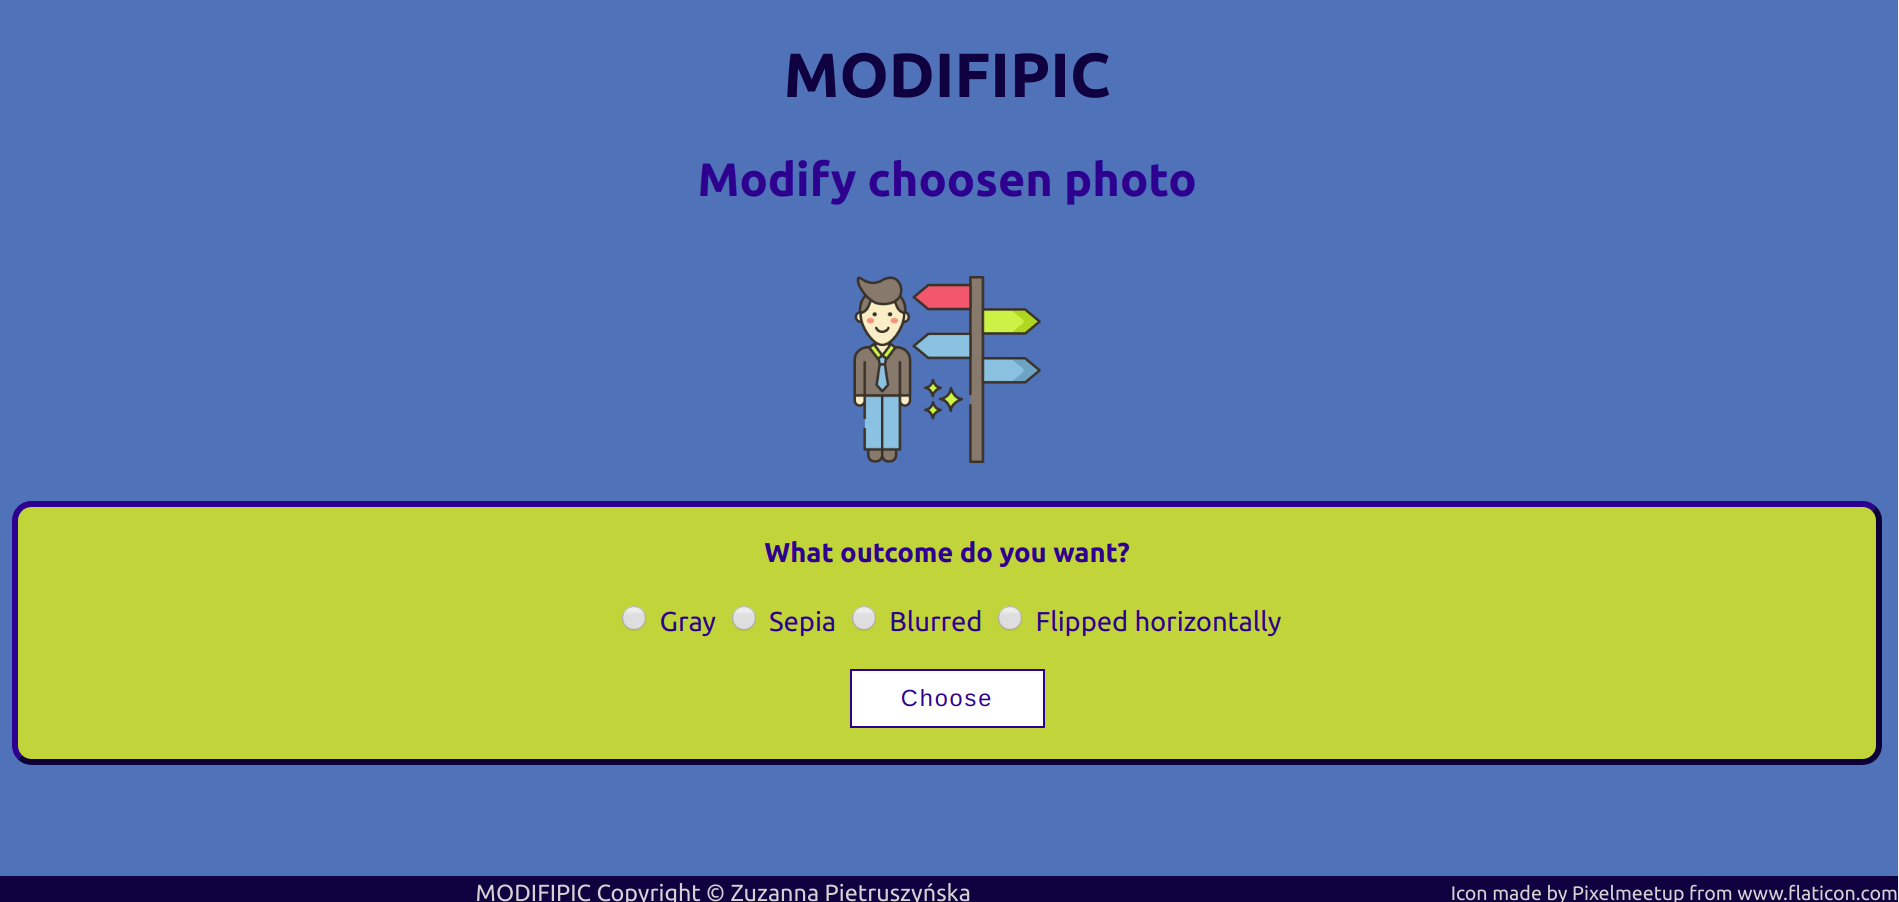 MODIFIPIC
Modify choosen photo
What outcome do you want?
Gray Sepia Blurred Flipped horizontally
Choose
MODIFIPIC Copyright © Zuzanna Pietruszyńska
Icon made by Pixelmeetup from www.flaticon.com